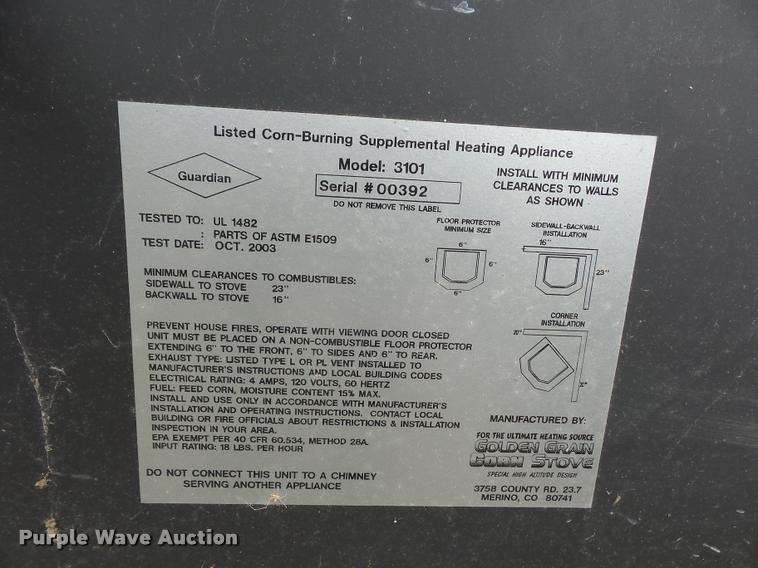 Listed Corn-Burning Supplemental Heating Appliance
Guardian
Model: 3101
Serial # 00392
DO NOT REMOVE THIS LABEL
INSTALL WITH MINIMUM
CLEARANCES TO WALLS
AS SHOWN
TESTED TO: UL 1482
: PARTS OF ASTM E1509
TEST DATE: OCT. 2003
FLOOR PROTECTOR
MINIMUM SIZE
6"
6"
6"
6"
SIDEWALL-BACKWALL
INSTALLATION
16"
23"
MINIMUM CLEARANCES TO COMBUSTIBLES:
SIDEWALL TO STOVE 23"
BACKWALL TO STOVE 16"
CORNER
INSTALLATION
20"
PREVENT HOUSE FIRES, OPERATE WITH VIEWING DOOR CLOSED
UNIT MUST BE PLACED ON A NON-COMBUSTIBLE FLOOR PROTECTOR
EXTENDING 6" TO THE FRONT, 6" TO SIDES AND 6" TO REAR.
EXHAUST TYPE: LISTED TYPE L OR PL VENT INSTALLED TO
MANUFACTURER'S INSTRUCTIONS AND LOCAL BUILDING CODES
ELECTRICAL RATING: 4 AMPS, 120 VOLTS, 60 HERTZ
FUEL: FEED CORN, MOISTURE CONTENT 15% MAX.
INSTALL AND USE ONLY IN ACCORDANCE WITH MANUFACTURER'S
INSTALLATION AND OPERATING INSTRUCTIONS. CONTACT LOCAL
BUILDING OR FIRE OFFICIALS ABOUT RESTRICTIONS & INSTALLATION
INSPECTION IN YOUR AREA.
EPA EXEMPT PER 40 CFR 60.534, METHOD 28A.
INPUT RATING: 18 LBS. PER HOUR
DO NOT CONNECT THIS UNIT TO A CHIMNEY
SERVING ANOTHER APPLIANCE
MANUFACTURED BY:
FOR THE ULTIMATE HEATING SOURCE
GOLDEN GRAIN
CORN STOVE
SPECIAL HIGH ALTITUDE DESIGN
3758 COUNTY RD. 23.7
MERINO, CO 80741
Purple Wave Auction